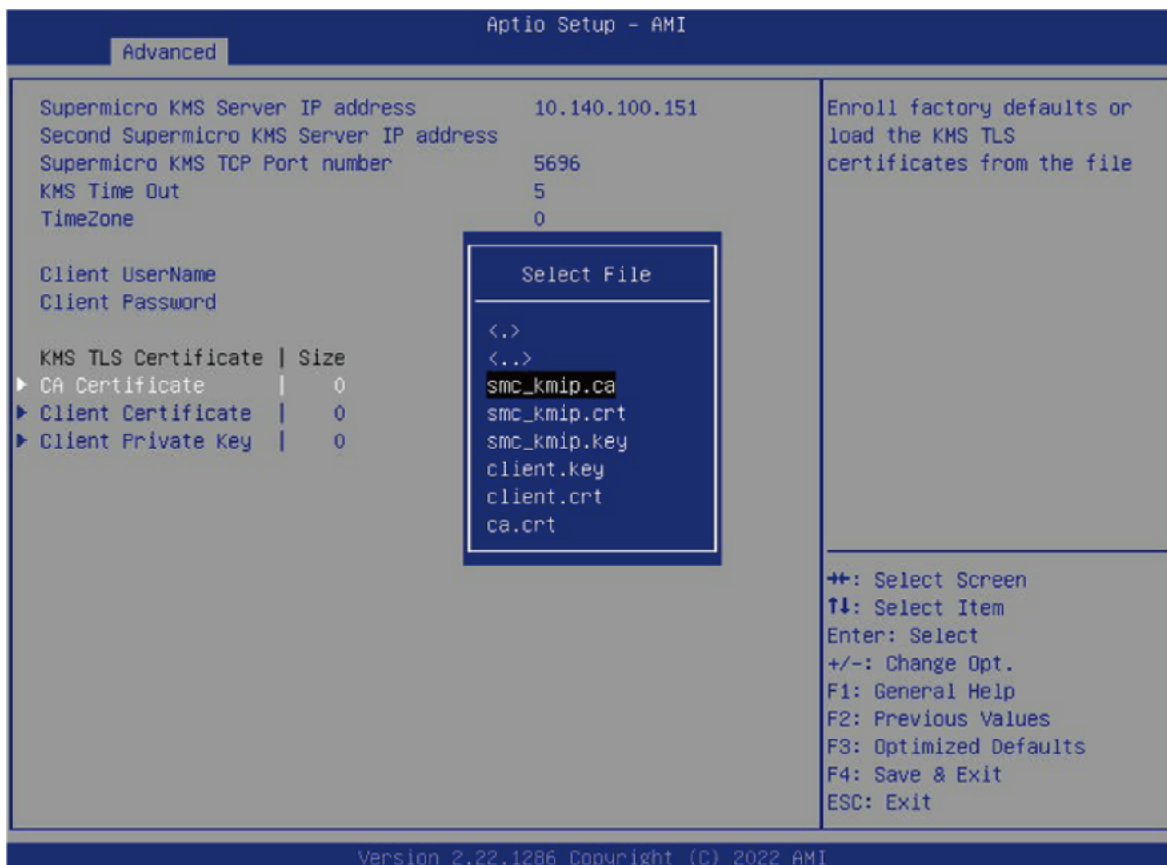 Aptio Setup - AMI
Advanced
Supermicro KMS Server IP address 10.140.100.151
Second Supermicro KMS Server IP address
Supermicro KMS TCP Port number 5696
KMS Time Out 5
TimeZone 0
Client UserName
Client Password
KMS TLS Certificate | Size
CA Certificate | 0
Client Certificate | 0
Client Private Key | 0
Select File
<.>
<..>
smc_kmip.ca
smc_kmip.crt
smc_kmip.key
client.key
client.crt
ca.crt
Enroll factory defaults or
load the KMS TLS
certificates from the file
→←: Select Screen
↑↓: Select Item
Enter: Select
+/-: Change Opt.
F1: General Help
F2: Previous Values
F3: Optimized Defaults
F4: Save & Exit
ESC: Exit
Version 2.22.1286 Copyright (C) 2022 AMI